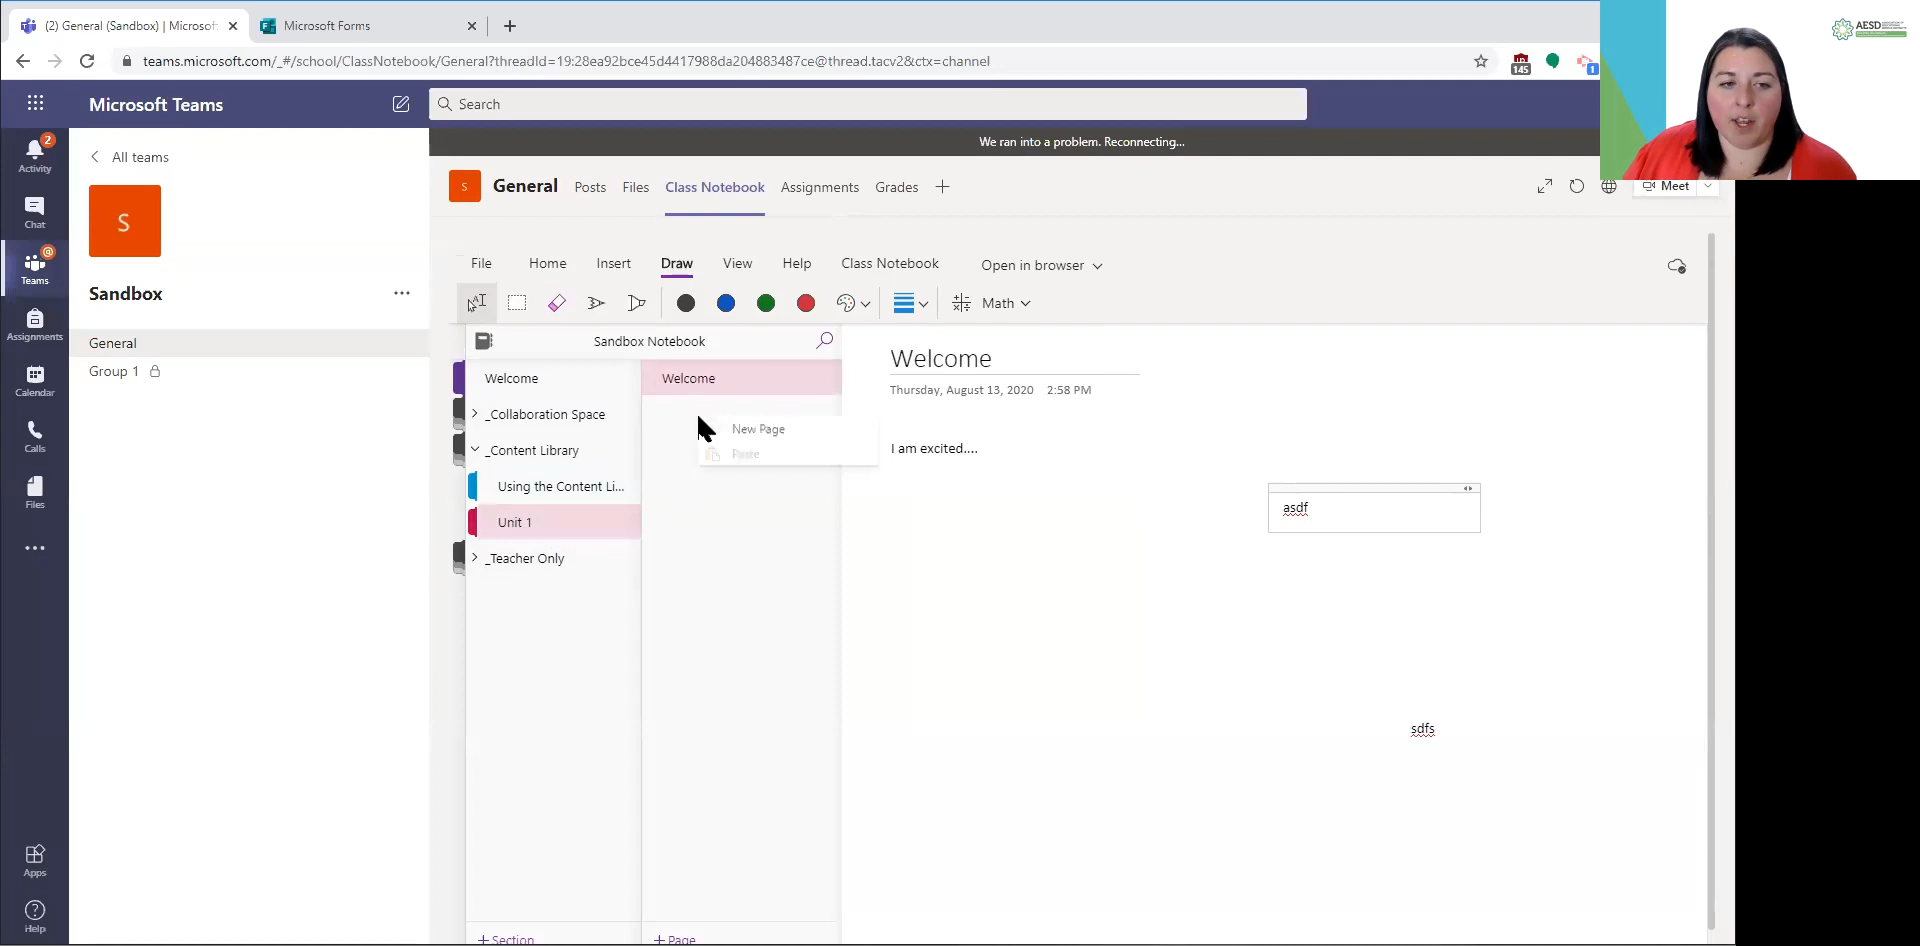 (2) General (Sandbox) | Microsof
Microsoft Forms
teams.microsoft.com/_#/school/ClassNotebook/General?threadId=19:28ea92bce45d4417988da204883487ce@thread.tacv2&ctx=channel
145
1
AESD
Microsoft Teams
Search
We ran into a problem. Reconnecting...
2
Activity
Chat
Teams
Assignments
Calendar
Calls
Files
Apps
Help
All teams
S
Sandbox
General
Group 1
S
General
Posts
Files
Class Notebook
Assignments
Grades
Meet
File
Home
Insert
Draw
View
Help
Class Notebook
Open in browser
Math
Sandbox Notebook
Welcome
_Collaboration Space
_Content Library
Using the Content Li...
Unit 1
_Teacher Only
+ Section
Welcome
New Page
Paste
+ Page
Welcome
Thursday, August 13, 2020 2:58 PM
I am excited....
asdf
sdfs